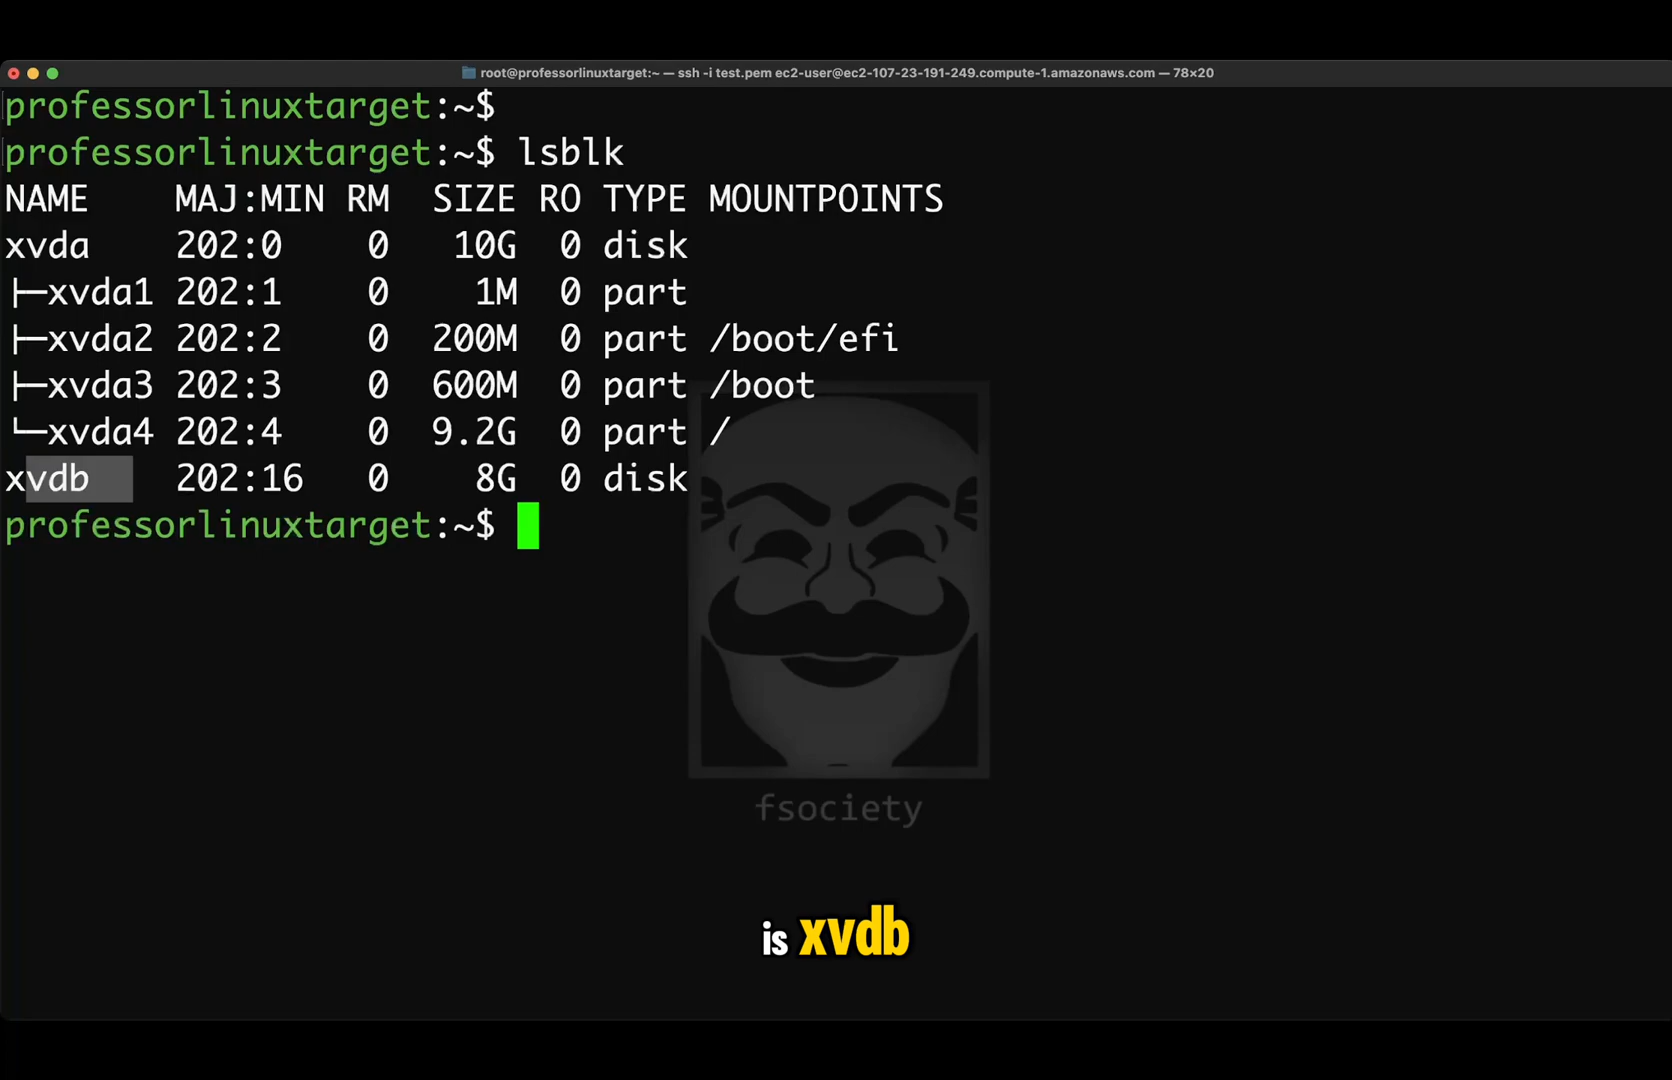 root@professorlinuxtarget:~ — ssh -i test.pem ec2-user@ec2-107-23-191-249.compute-1.amazonaws.com — 78×20
professorlinuxtarget:~$
professorlinuxtarget:~$ lsblk
NAME    MAJ:MIN RM   SIZE RO TYPE MOUNTPOINTS
xvda    202:0    0    10G  0 disk
├─xvda1 202:1    0     1M  0 part
├─xvda2 202:2    0   200M  0 part /boot/efi
├─xvda3 202:3    0   600M  0 part /boot
└─xvda4 202:4    0   9.2G  0 part /
xvdb    202:16   0     8G  0 disk
professorlinuxtarget:~$
fsociety
is xvdb